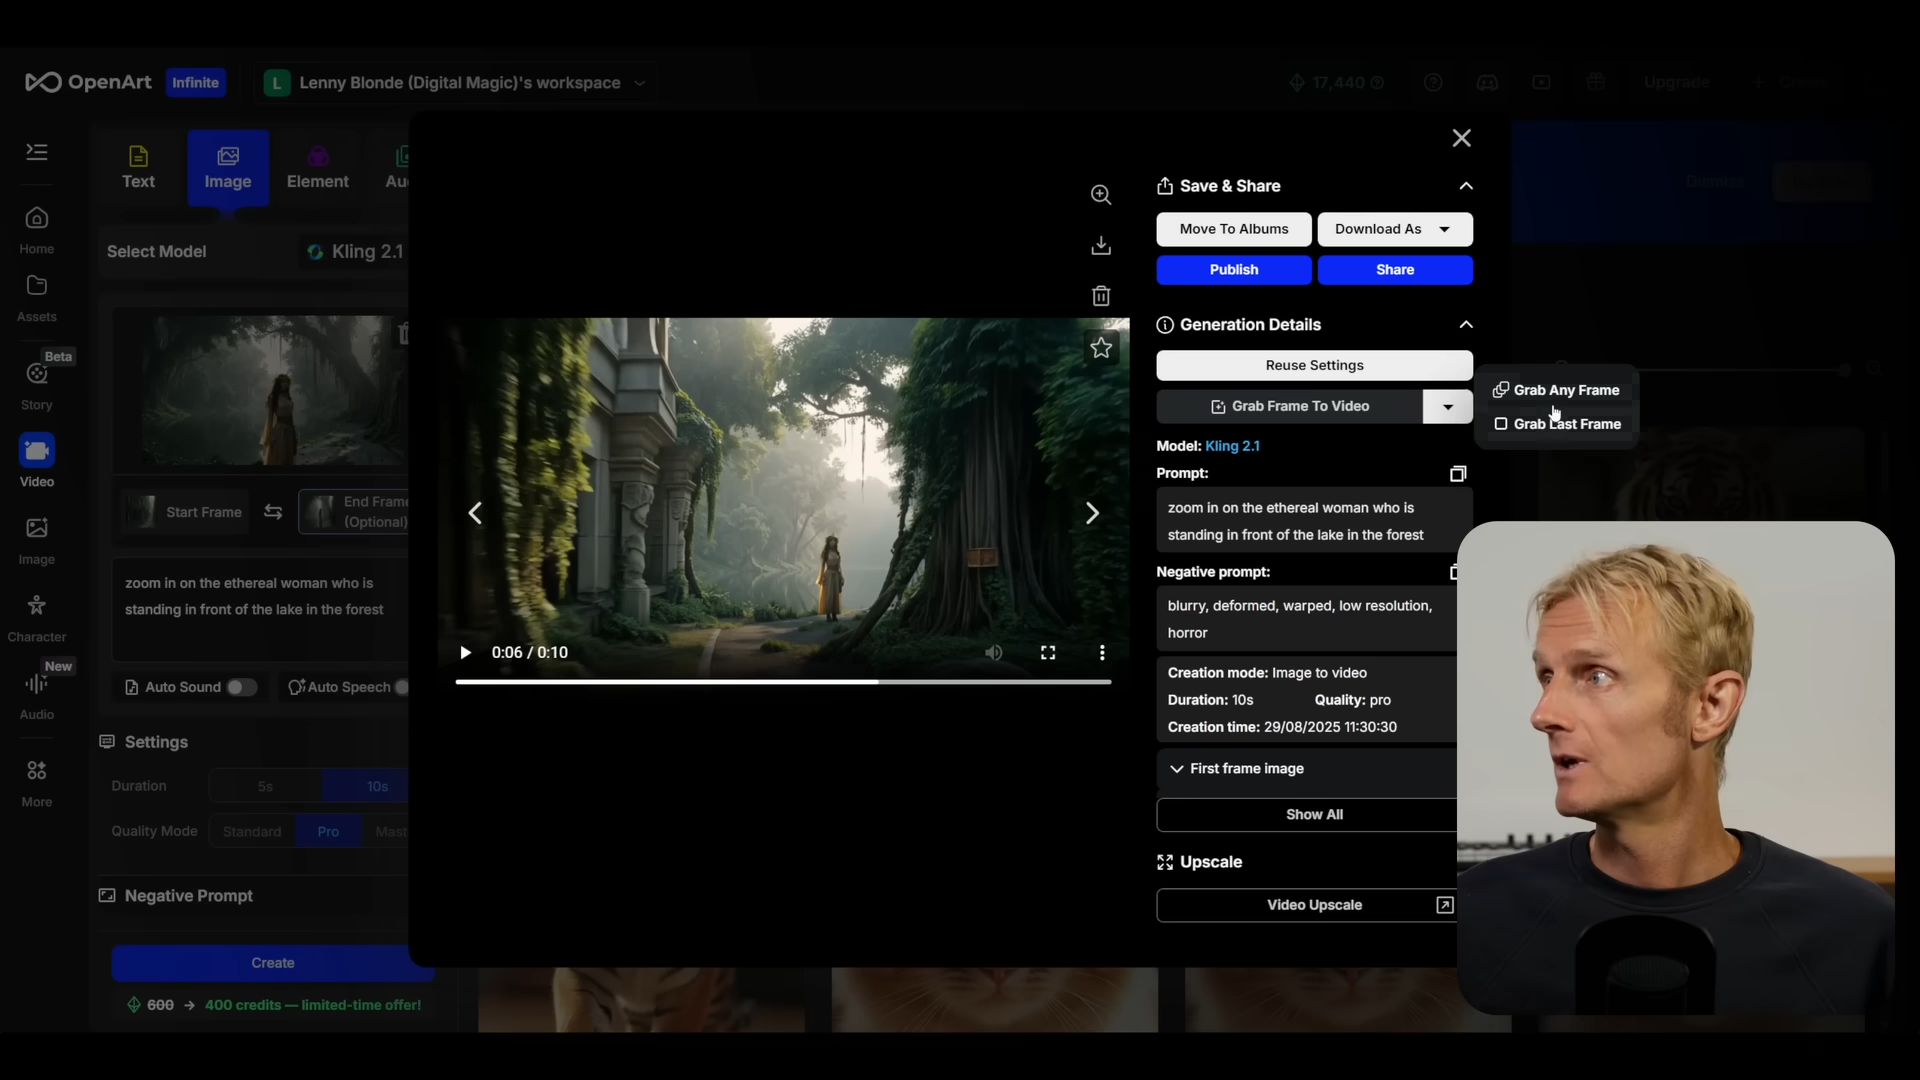 OpenArt
Infinite
L
Lenny Blonde (Digital Magic)'s workspace
17,440
Upgrade
Text
Image
Element
Home
Assets
Beta
Story
Video
Image
Character
New
Audio
More
Select Model
Kling 2.1
Start Frame
End Frame
(Optional)
zoom in on the ethereal woman who is
standing in front of the lake in the forest
Auto Sound
Auto Speech
Settings
Duration
5s
10s
Quality Mode
Standard
Pro
Negative Prompt
Create
600 → 400 credits — limited-time offer!
0:06 / 0:10
Save & Share
Move To Albums
Download As
Publish
Share
Generation Details
Reuse Settings
Grab Frame To Video
Grab Any Frame
Grab Last Frame
Model: Kling 2.1
Prompt:
zoom in on the ethereal woman who is
standing in front of the lake in the forest
Negative prompt:
blurry, deformed, warped, low resolution,
horror
Creation mode: Image to video
Duration: 10s
Quality: pro
Creation time: 29/08/2025 11:30:30
First frame image
Show All
Upscale
Video Upscale